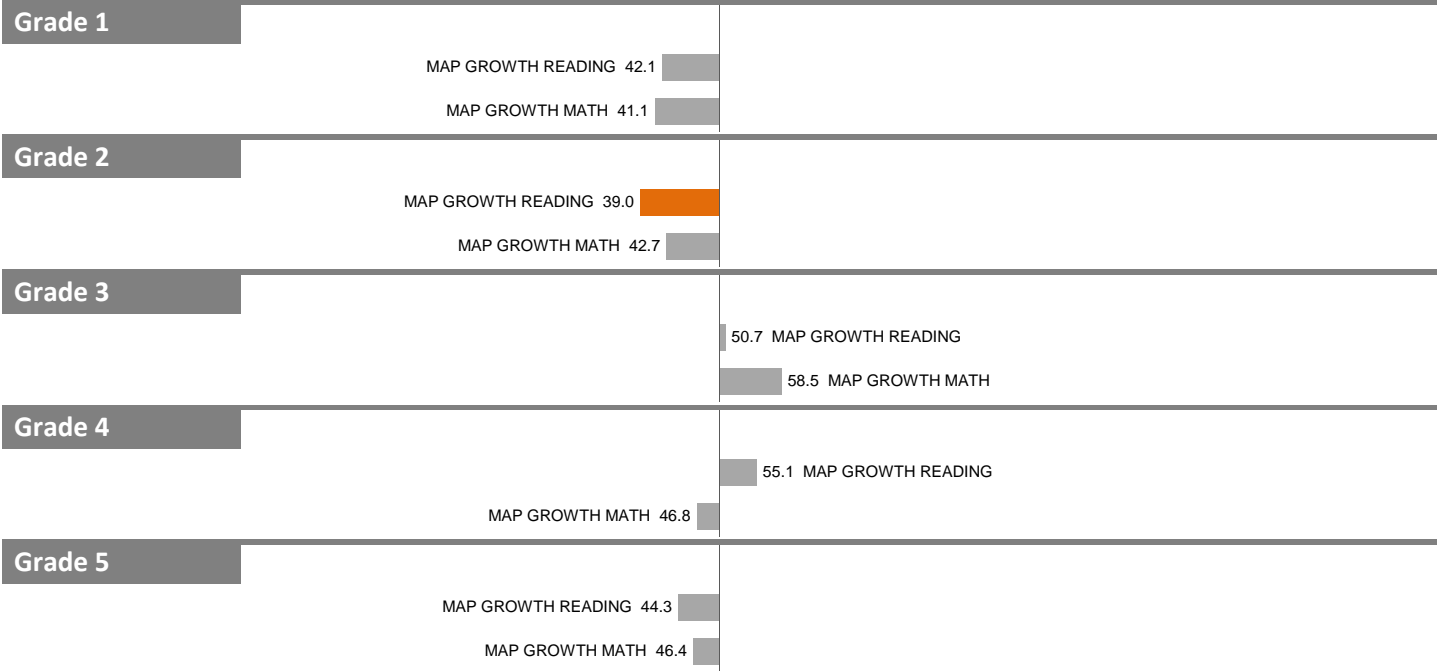 Grade 1
MAP GROWTH READING 42.1
MAP GROWTH MATH 41.1
Grade 2
MAP GROWTH READING 39.0
MAP GROWTH MATH 42.7
Grade 3
50.7 MAP GROWTH READING
58.5 MAP GROWTH MATH
Grade 4
55.1 MAP GROWTH READING
MAP GROWTH MATH 46.8
Grade 5
MAP GROWTH READING 44.3
MAP GROWTH MATH 46.4